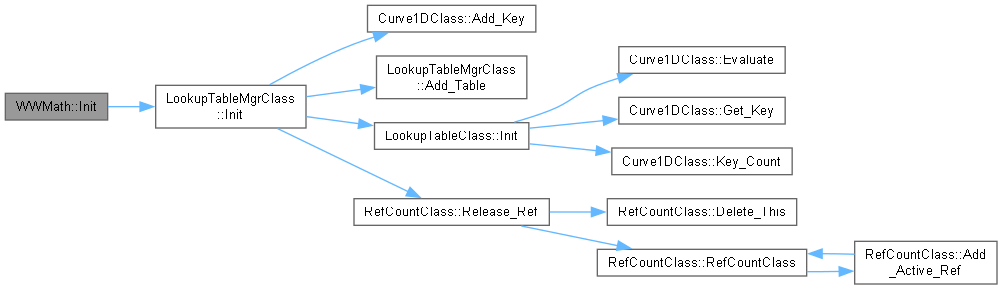 WWMath::Init
LookupTableMgrClass
::Init
Curve1DClass::Add_Key
LookupTableMgrClass
::Add_Table
LookupTableClass::Init
Curve1DClass::Evaluate
Curve1DClass::Get_Key
Curve1DClass::Key_Count
RefCountClass::Release_Ref
RefCountClass::Delete_This
RefCountClass::RefCountClass
RefCountClass::Add
_Active_Ref